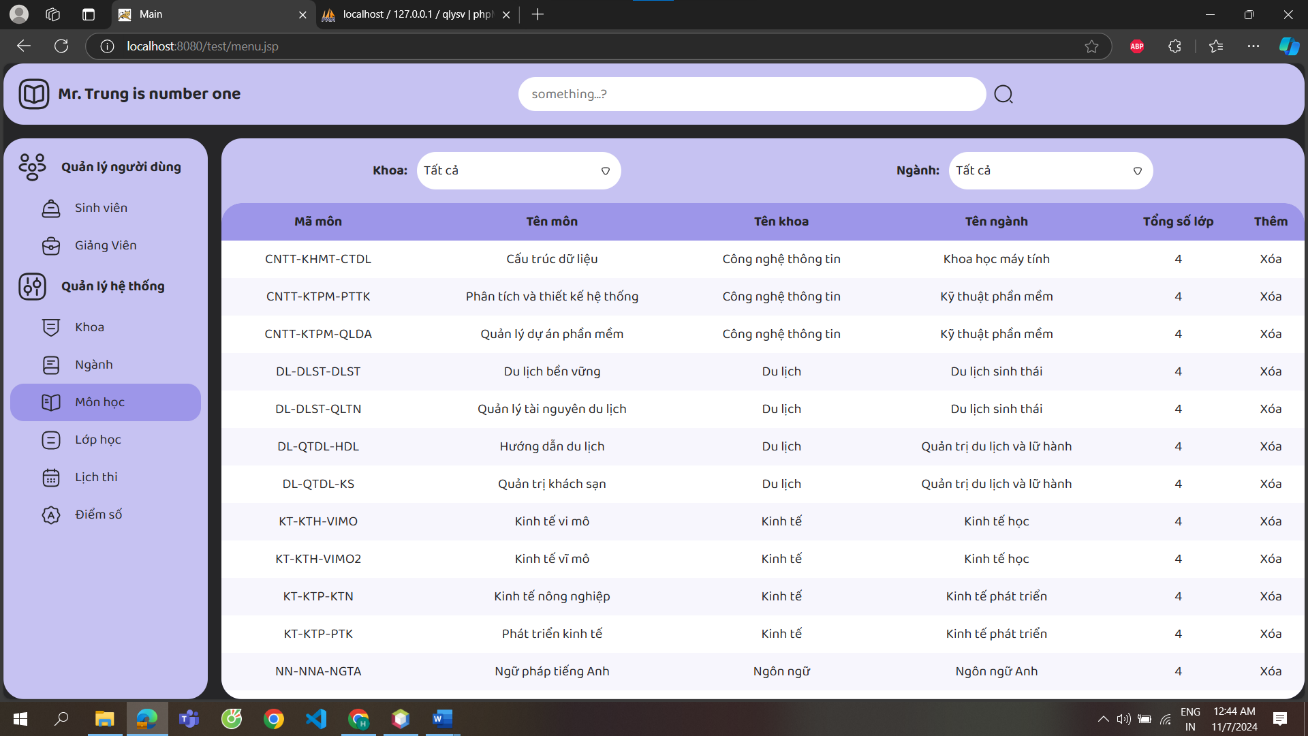 Main
localhost / 127.0.0.1 / qlysv | php
localhost:8080/test/menu.jsp
ABP
Mr. Trung is number one
something...?
Quản lý người dùng
Sinh viên
Giảng Viên
Quản lý hệ thống
Khoa
Ngành
Môn học
Lớp học
Lịch thi
Điểm số
Khoa: Tất cả Ngành: Tất cả
Mã môn Tên môn Tên khoa Tên ngành Tổng số lớp Thêm
CNTT-KHMT-CTDL Cấu trúc dữ liệu Công nghệ thông tin Khoa học máy tính 4 Xóa
CNTT-KTPM-PTTK Phân tích và thiết kế hệ thống Công nghệ thông tin Kỹ thuật phần mềm 4 Xóa
CNTT-KTPM-QLDA Quản lý dự án phần mềm Công nghệ thông tin Kỹ thuật phần mềm 4 Xóa
DL-DLST-DLST Du lịch bền vững Du lịch Du lịch sinh thái 4 Xóa
DL-DLST-QLTN Quản lý tài nguyên du lịch Du lịch Du lịch sinh thái 4 Xóa
DL-QTDL-HDL Hướng dẫn du lịch Du lịch Quản trị du lịch và lữ hành 4 Xóa
DL-QTDL-KS Quản trị khách sạn Du lịch Quản trị du lịch và lữ hành 4 Xóa
KT-KTH-VIMO Kinh tế vi mô Kinh tế Kinh tế học 4 Xóa
KT-KTH-VIMO2 Kinh tế vĩ mô Kinh tế Kinh tế học 4 Xóa
KT-KTP-KTN Kinh tế nông nghiệp Kinh tế Kinh tế phát triển 4 Xóa
KT-KTP-PTK Phát triển kinh tế Kinh tế Kinh tế phát triển 4 Xóa
NN-NNA-NGTA Ngữ pháp tiếng Anh Ngôn ngữ Ngôn ngữ Anh 4 Xóa
ENG
IN
12:44 AM
11/7/2024